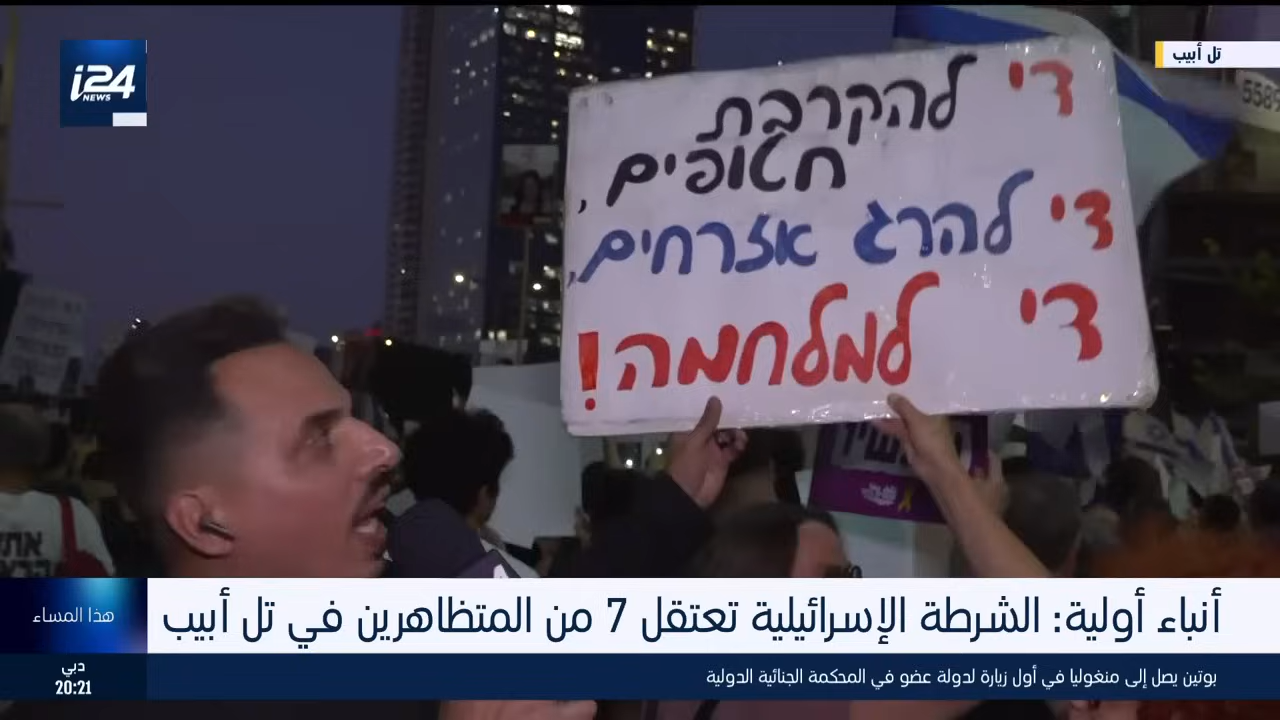 i24
NEWS
تل أبيب
558
די להקרבת
חטופים,
די להרג אזרחים,
די למלחמה!
أنباء أولية: الشرطة الإسرائيلية تعتقل 7 من المتظاهرين في تل أبيب
هذا المساء
بوتين يصل إلى منغوليا في أول زيارة لدولة عضو في المحكمة الجنائية الدولية
دبي
20:21